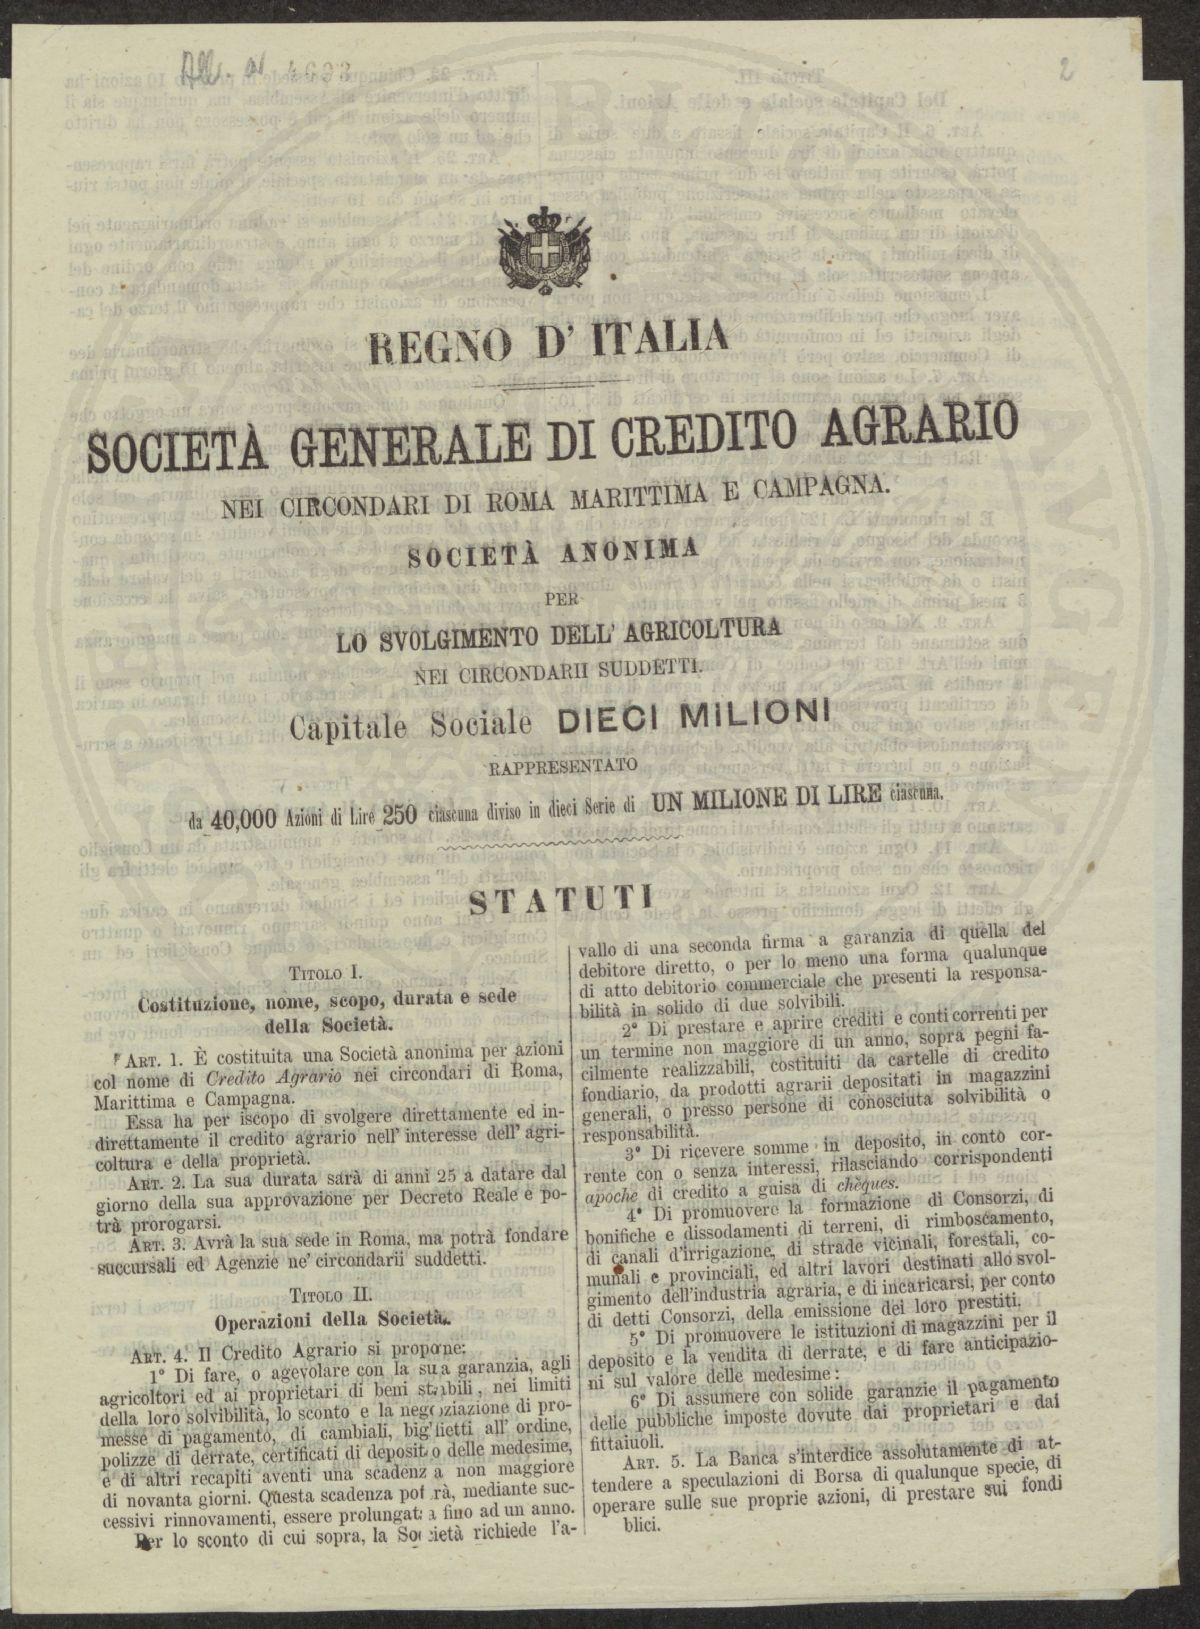 2
REGNO D' ITALIA
SOCIETÀ GENERALE DI CREDITO AGRARIO
NEI CIRCONDARI DI ROMA MARITTIMA E CAMPAGNA.
SOCIETÀ ANONIMA
PER
LO SVOLGIMENTO DELL' AGRICOLTURA
NEI CIRCONDARII SUDDETTI.
Capitale Sociale DIECI MILIONI
RAPPRESENTATO
da 40,000 Azioni di Lire 250 ciascuna diviso in dieci Serie di UN MILIONE DI LIRE ciascuna.
STATUTI
TITOLO I.
Costituzione, nome, scopo, durata e sede
della Società.
ART. 1. È costituita una Società anonima per azioni
col nome di Credito Agrario nei circondari di Roma,
Marittima e Campagna.
Essa ha per iscopo di svolgere direttamente ed in-
direttamente il credito agrario nell' interesse dell' agri-
coltura e della proprietà.
ART. 2. La sua durata sarà di anni 25 a datare dal
giorno della sua approvazione per Decreto Reale e po-
trà prorogarsi.
ART. 3. Avrà la sua sede in Roma, ma potrà fondare
succursali ed Agenzie ne' circondarii suddetti.
TITOLO II.
Operazioni della Società.
ART. 4. Il Credito Agrario si propone:
1° Di fare, o agevolare con la sua garanzia, agli
agricoltori ed ai proprietari di beni stabili, nei limiti
della loro solvibilità, lo sconto e la negoziazione di pro-
messe di pagamento, di cambiali, biglietti all' ordine,
polizze di derrate, certificati di deposito delle medesime,
e di altri recapiti aventi una scadenza non maggiore
di novanta giorni. Questa scadenza potrà, mediante suc-
cessivi rinnovamenti, essere prolungata fino ad un anno.
Per lo sconto di cui sopra, la Società richiede l'a-
vallo di una seconda firma a garanzia di quella del
debitore diretto, o per lo meno una forma qualunque
di atto debitorio commerciale che presenti la responsa-
bilità in solido di due solvibili.
2° Di prestare e aprire crediti e conti correnti per
un termine non maggiore di un anno, sopra pegni fa-
cilmente realizzabili, costituiti da cartelle di credito
fondiario, da prodotti agrarii depositati in magazzini
generali, o presso persone di conosciuta solvibilità o
responsabilità.
3° Di ricevere somme in deposito, in conto cor-
rente con o senza interessi, rilasciando corrispondenti
apoche di credito a guisa di chèques.
4° Di promuovere la formazione di Consorzi, di
bonifiche e dissodamenti di terreni, di rimboscamento,
di canali d'irrigazione, di strade vicinali, forestali, co-
munali e provinciali, ed altri lavori destinati allo svol-
gimento dell'industria agraria, e di incaricarsi, per conto
di detti Consorzi, della emissione dei loro prestiti.
5° Di promuovere le istituzioni di magazzini per il
deposito e la vendita di derrate, e di fare anticipazio-
ni sul valore delle medesime:
6° Di assumere con solide garanzie il pagamento
delle pubbliche imposte dovute dai proprietari e dai
fittaiuoli.
ART. 5. La Banca s'interdice assolutamente di at-
tendere a speculazioni di Borsa di qualunque specie, di
operare sulle sue proprie azioni, di prestare sui fondi
blici.